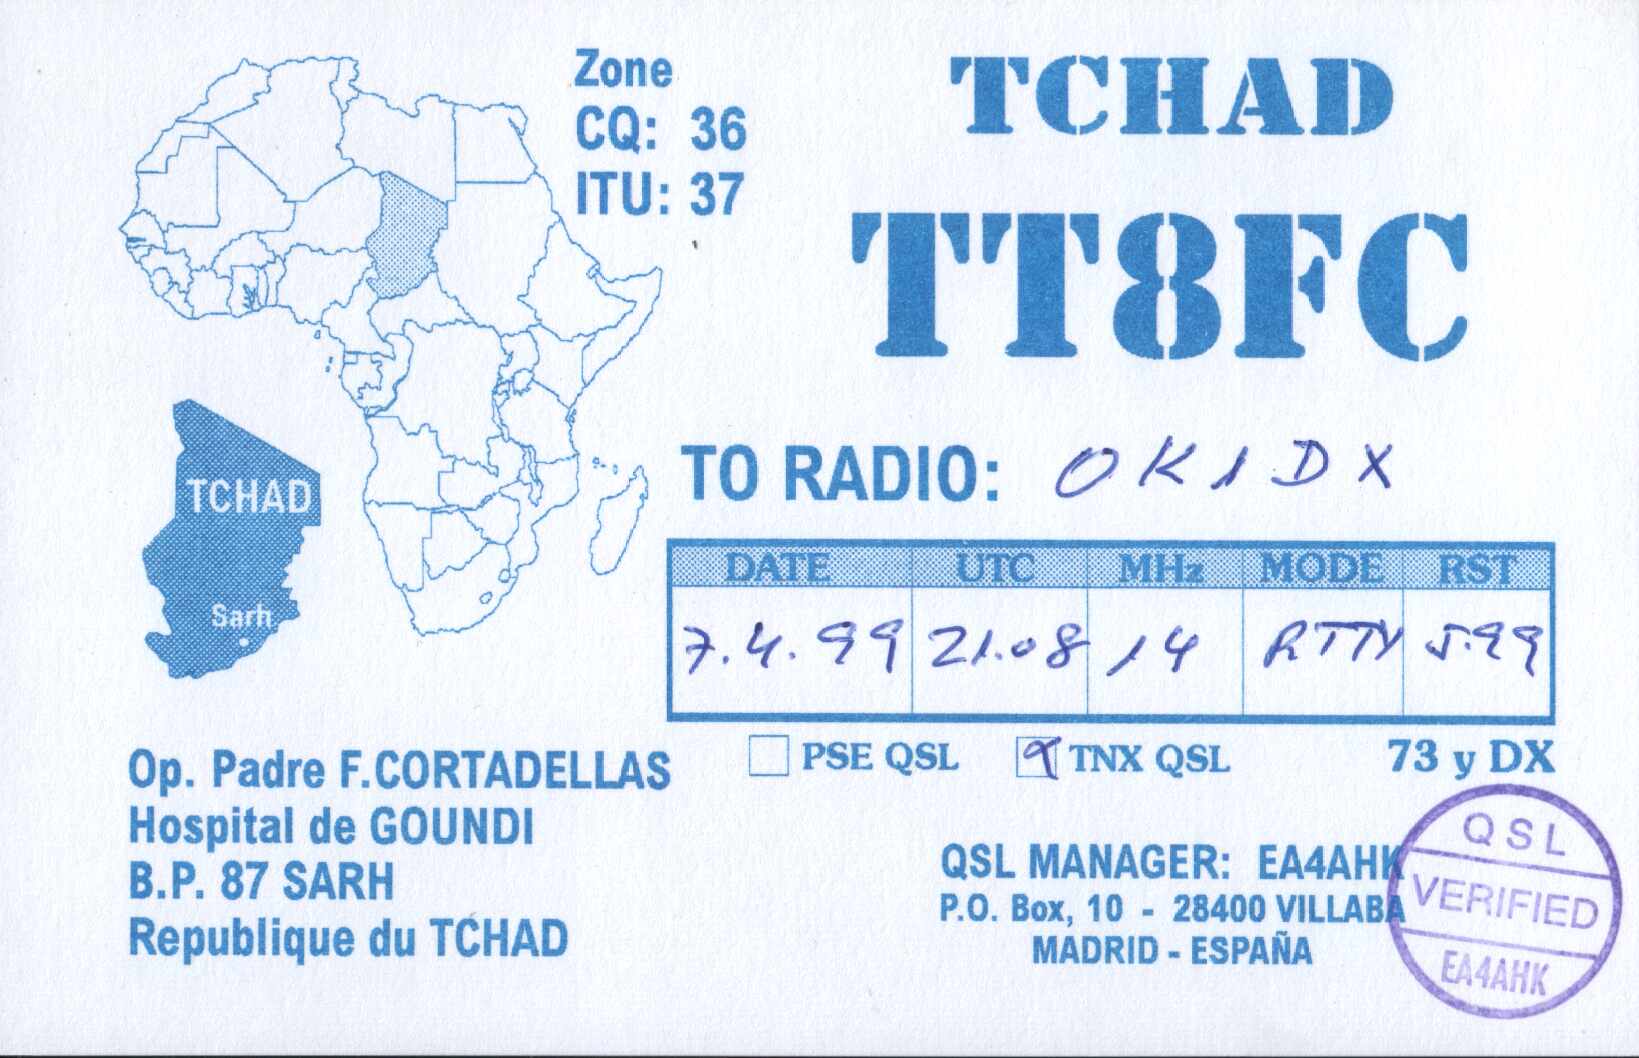 Zone
CQ: 36
ITU: 37
TCHAD
TT8FC
TCHAD
Sarh
TO RADIO: OK1DX
DATE UTC MHz MODE RST
7.4.99 21.08 14 RTTY 5.99
PSE QSL TNX QSL 73 y DX
Op. Padre F.CORTADELLAS
Hospital de GOUNDI
B.P. 87 SARH
Republique du TCHAD
QSL MANAGER: EA4AHK
P.O. Box, 10 - 28400 VILLABA
MADRID - ESPAÑA
QSL
VERIFIED
EA4AHK